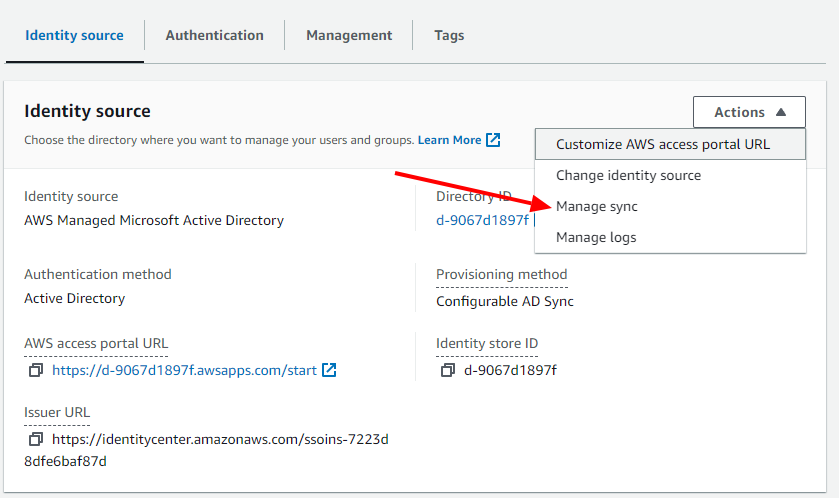 Identity source
Authentication
Management
Tags
Identity source
Actions
Choose the directory where you want to manage your users and groups. Learn More
Customize AWS access portal URL
Change identity source
Manage sync
Manage logs
Identity source
AWS Managed Microsoft Active Directory
Directory ID
d-9067d1897f
Authentication method
Active Directory
Provisioning method
Configurable AD Sync
AWS access portal URL
https://d-9067d1897f.awsapps.com/start
Identity store ID
d-9067d1897f
Issuer URL
https://identitycenter.amazonaws.com/ssoins-7223d
8dfe6baf87d